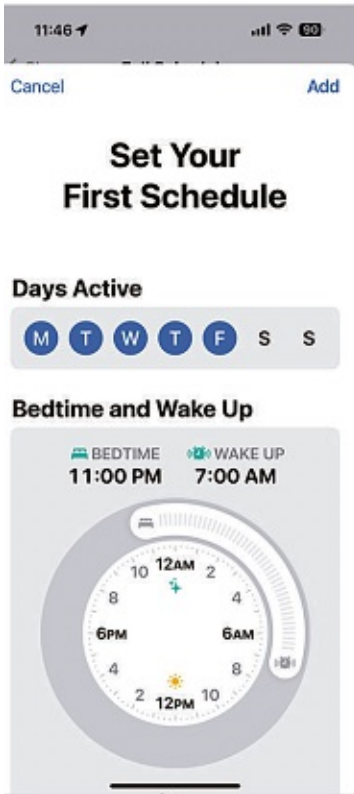 11:46
90
Cancel
Add
Set Your
First Schedule
Days Active
M T W T F S S
Bedtime and Wake Up
BEDTIME
WAKE UP
11:00 PM
7:00 AM
12AM
10
2
8
4
6PM
6AM
4
8
2
10
12PM